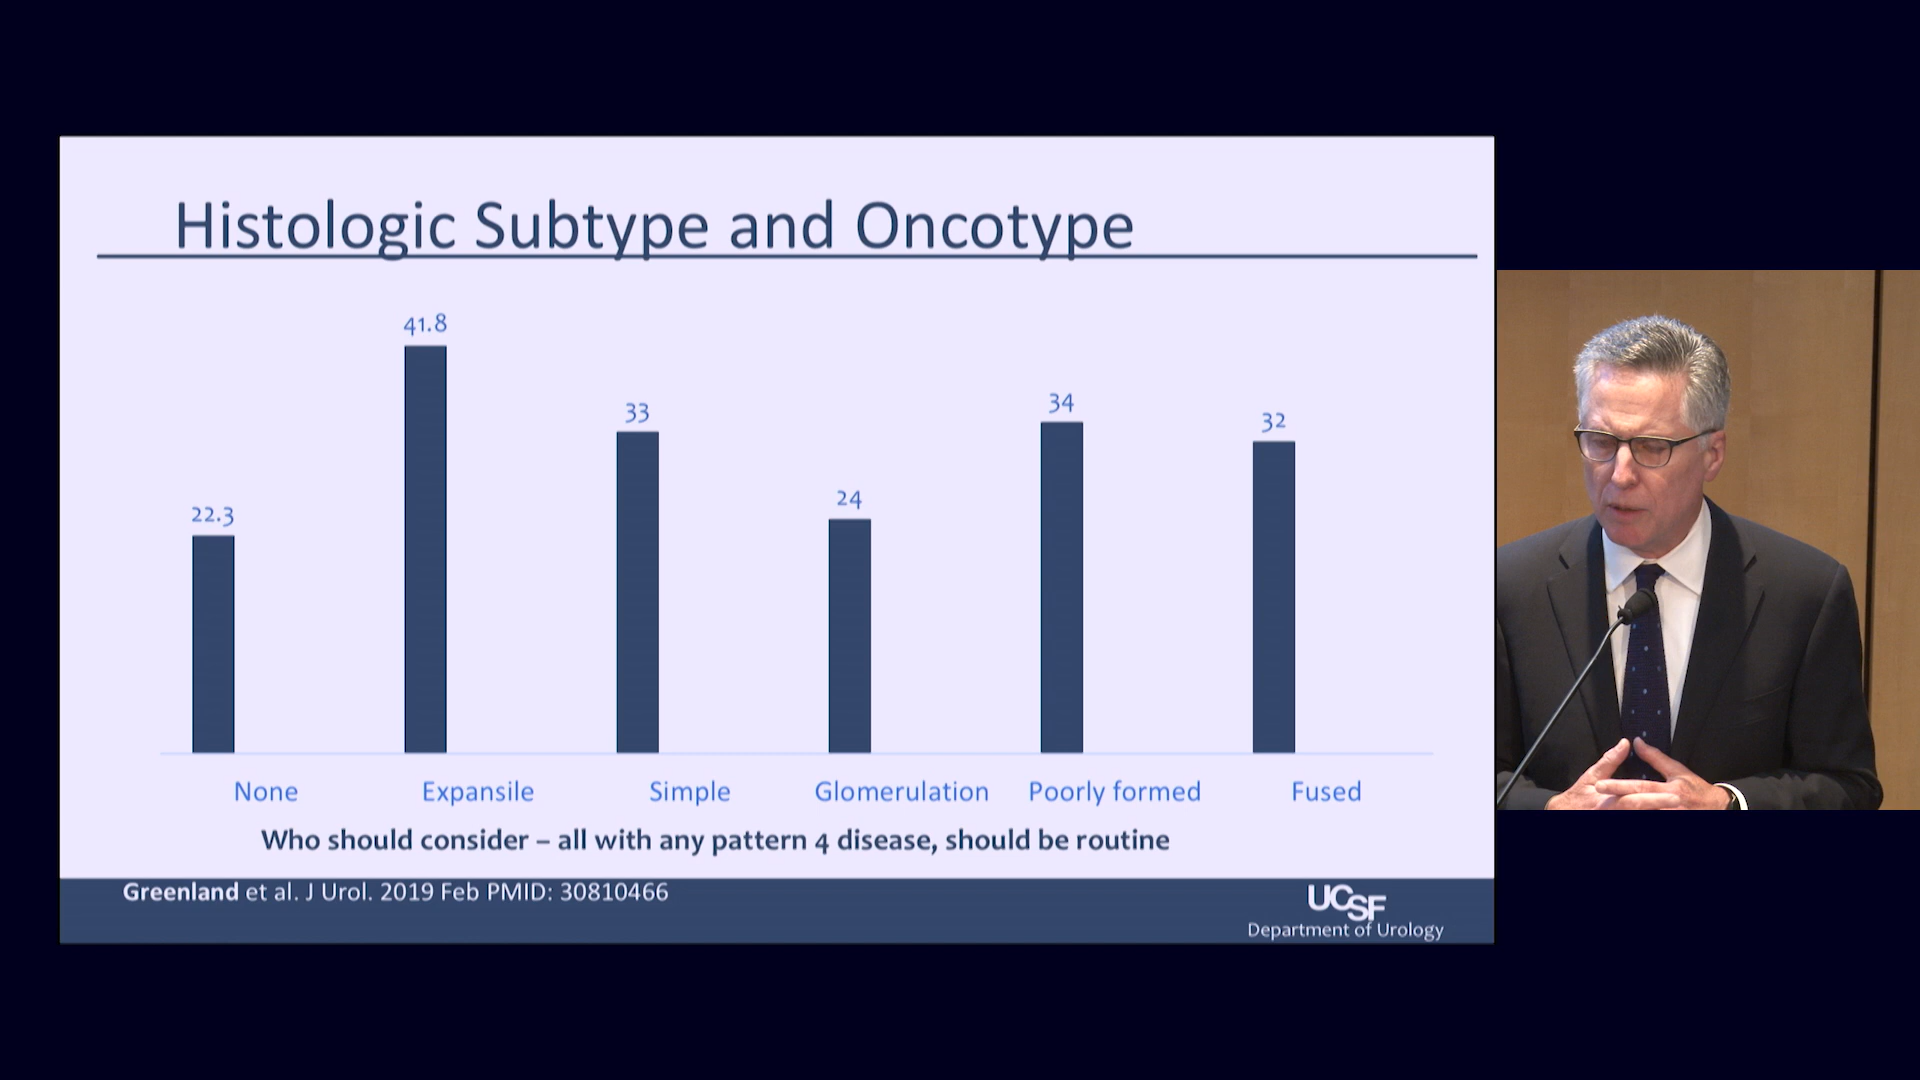 Histologic Subtype and Oncotype
22.3
41.8
33
24
34
32
None
Expansile
Simple
Glomerulation
Poorly formed
Fused
Who should consider – all with any pattern 4 disease, should be routine
Greenland et al. J Urol. 2019 Feb PMID: 30810466
UCSF
Department of Urology